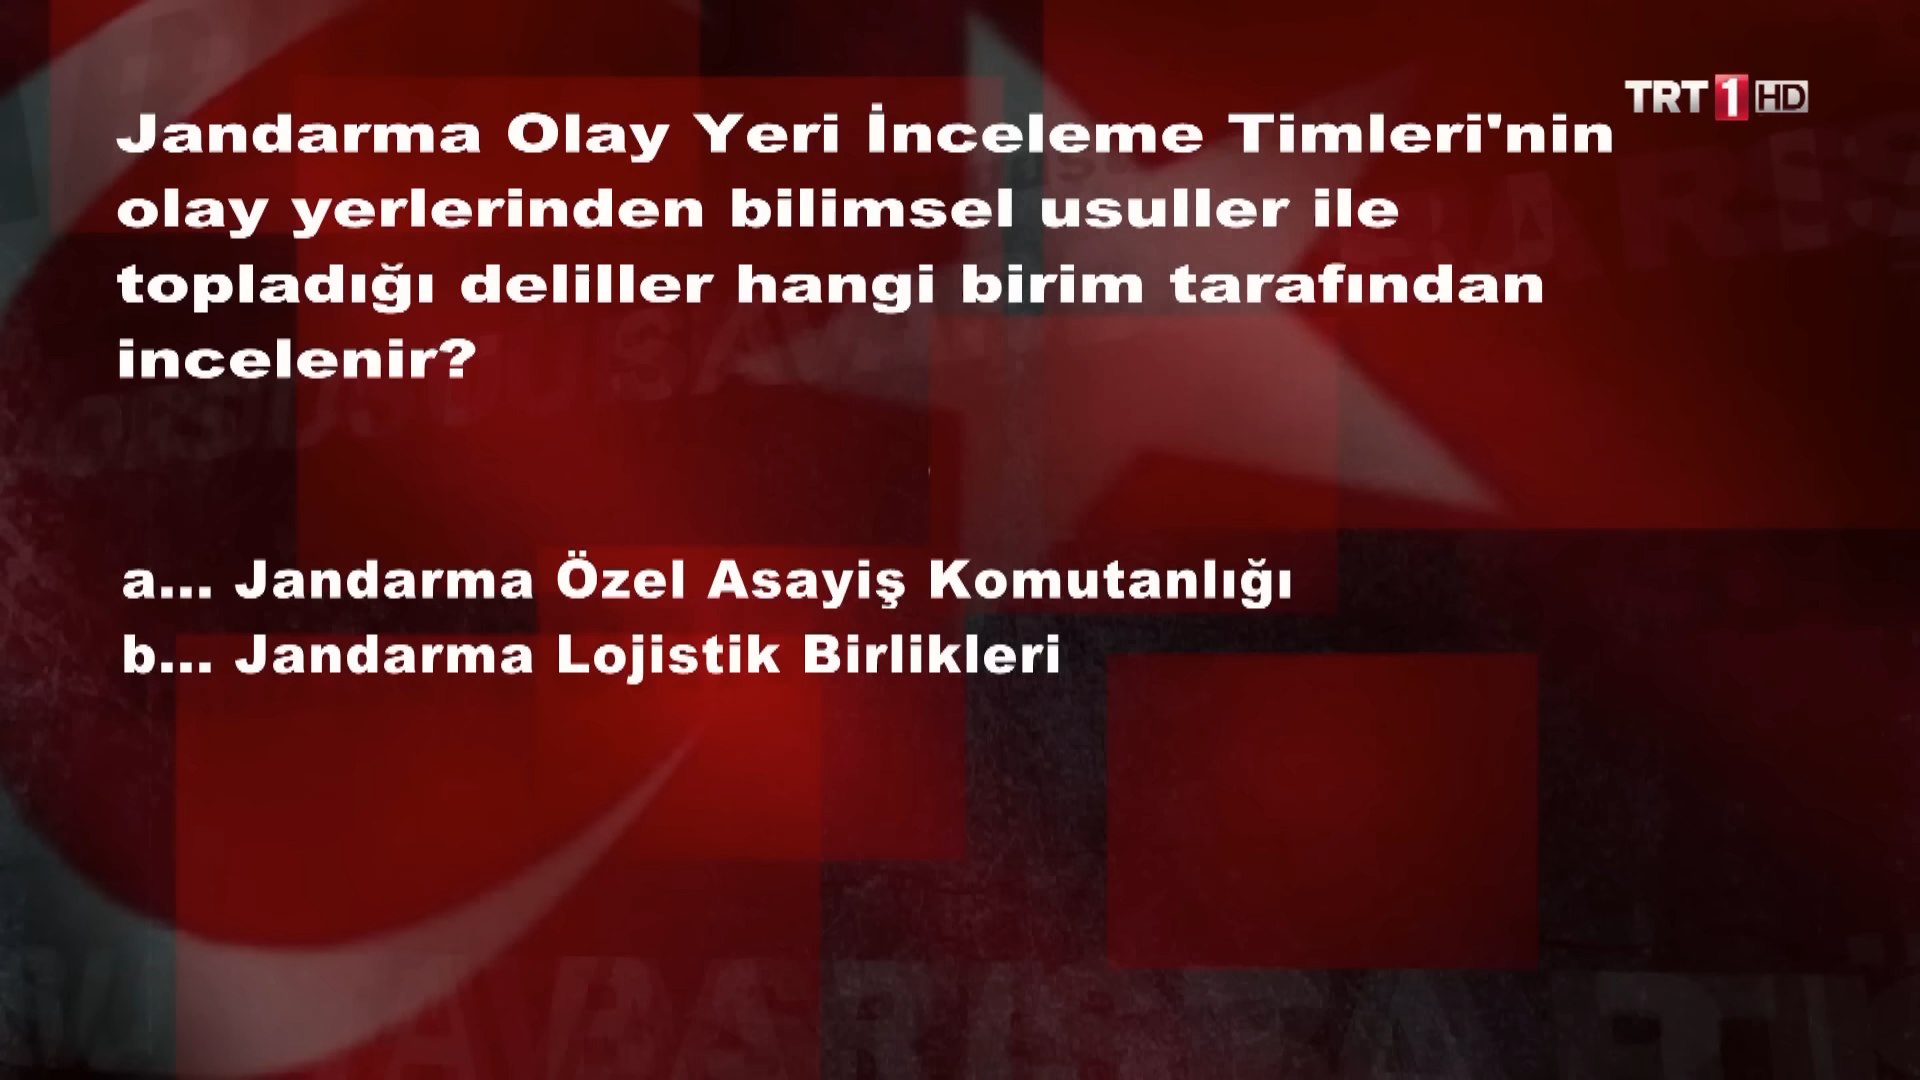 TRT 1 HD
Jandarma Olay Yeri İnceleme Timleri'nin
olay yerlerinden bilimsel usuller ile
topladığı deliller hangi birim tarafından
incelenir?
a... Jandarma Özel Asayiş Komutanlığı
b... Jandarma Lojistik Birlikleri